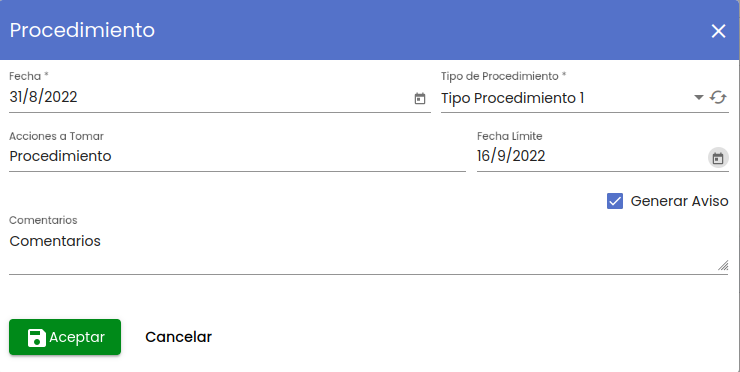 Procedimiento
Fecha *
Tipo de Procedimiento *
31/8/2022
Tipo Procedimiento 1
Acciones a Tomar
Fecha Límite
Procedimiento
16/9/2022
Generar Aviso
Comentarios
Comentarios
Aceptar
Cancelar